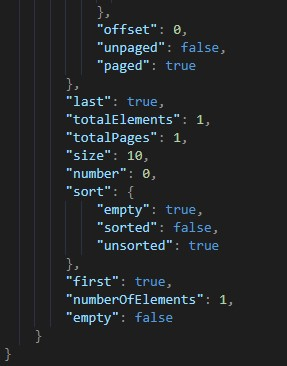 },
"offset": 0,
"unpaged": false,
"paged": true
},
"last": true,
"totalElements": 1,
"totalPages": 1,
"size": 10,
"number": 0,
"sort": {
"empty": true,
"sorted": false,
"unsorted": true
},
"first": true,
"numberOfElements": 1,
"empty": false
}
}